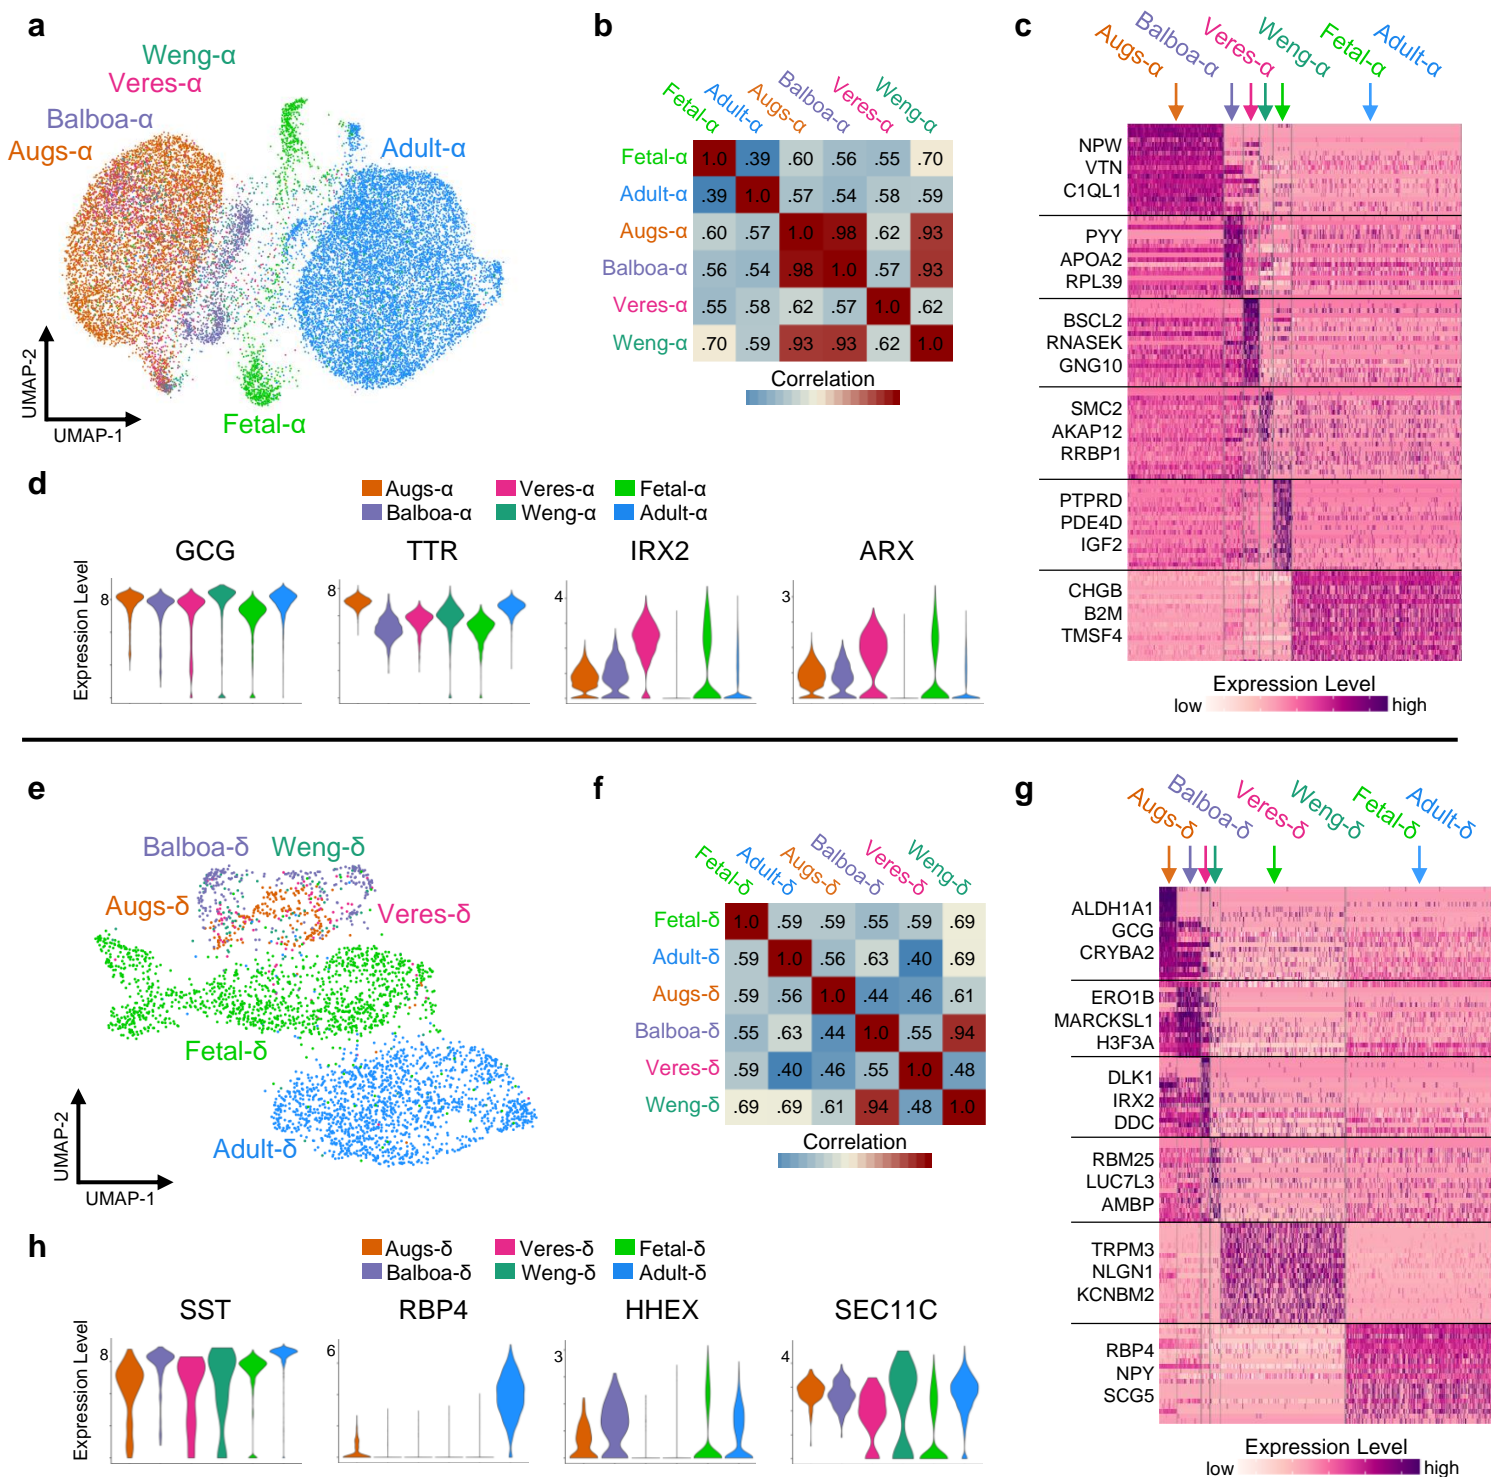 a
Weng-α
Veres-α
Balboa-α
Augs-α
Adult-α
Fetal-α
UMAP-2
UMAP-1
b
Fetal-α Adult-α Augs-α Balboa-α Veres-α Weng-α
Fetal-α 1.0 .39 .60 .56 .55 .70
Adult-α .39 1.0 .57 .54 .58 .59
Augs-α .60 .57 1.0 .98 .62 .93
Balboa-α .56 .54 .98 1.0 .57 .93
Veres-α .55 .58 .62 .57 1.0 .62
Weng-α .70 .59 .93 .93 .62 1.0
Correlation
c
Augs-α Balboa-α Veres-α Weng-α Fetal-α Adult-α
NPW
VTN
C1QL1
PYY
APOA2
RPL39
BSCL2
RNASEK
GNG10
SMC2
AKAP12
RRBP1
PTPRD
PDE4D
IGF2
CHGB
B2M
TMSF4
Expression Level
low high
d
Augs-α Veres-α Fetal-α
Balboa-α Weng-α Adult-α
GCG TTR IRX2 ARX
Expression Level
8 8 4 3
e
Balboa-δ Weng-δ
Augs-δ Veres-δ
Fetal-δ
Adult-δ
UMAP-2
UMAP-1
f
Fetal-δ Adult-δ Augs-δ Balboa-δ Veres-δ Weng-δ
Fetal-δ 1.0 .59 .59 .55 .59 .69
Adult-δ .59 1.0 .56 .63 .40 .69
Augs-δ .59 .56 1.0 .44 .46 .61
Balboa-δ .55 .63 .44 1.0 .55 .94
Veres-δ .59 .40 .46 .55 1.0 .48
Weng-δ .69 .69 .61 .94 .48 1.0
Correlation
g
Augs-δ Balboa-δ Veres-δ Weng-δ Fetal-δ Adult-δ
ALDH1A1
GCG
CRYBA2
ERO1B
MARCKSL1
H3F3A
DLK1
IRX2
DDC
RBM25
LUC7L3
AMBP
TRPM3
NLGN1
KCNBM2
RBP4
NPY
SCG5
Expression Level
low high
h
Augs-δ Veres-δ Fetal-δ
Balboa-δ Weng-δ Adult-δ
SST RBP4 HHEX SEC11C
Expression Level
8 6 3 4